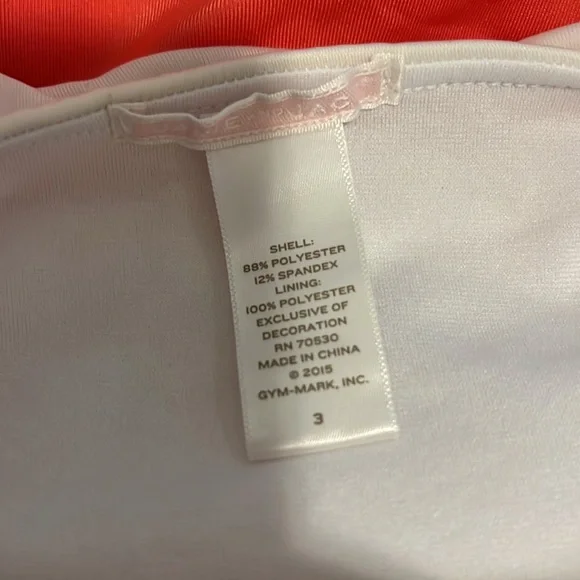 SHELL:
88% POLYESTER
12% SPANDEX
LINING:
100% POLYESTER
EXCLUSIVE OF
DECORATION
RN 70530
MADE IN CHINA
© 2015
GYM-MARK, INC.
3